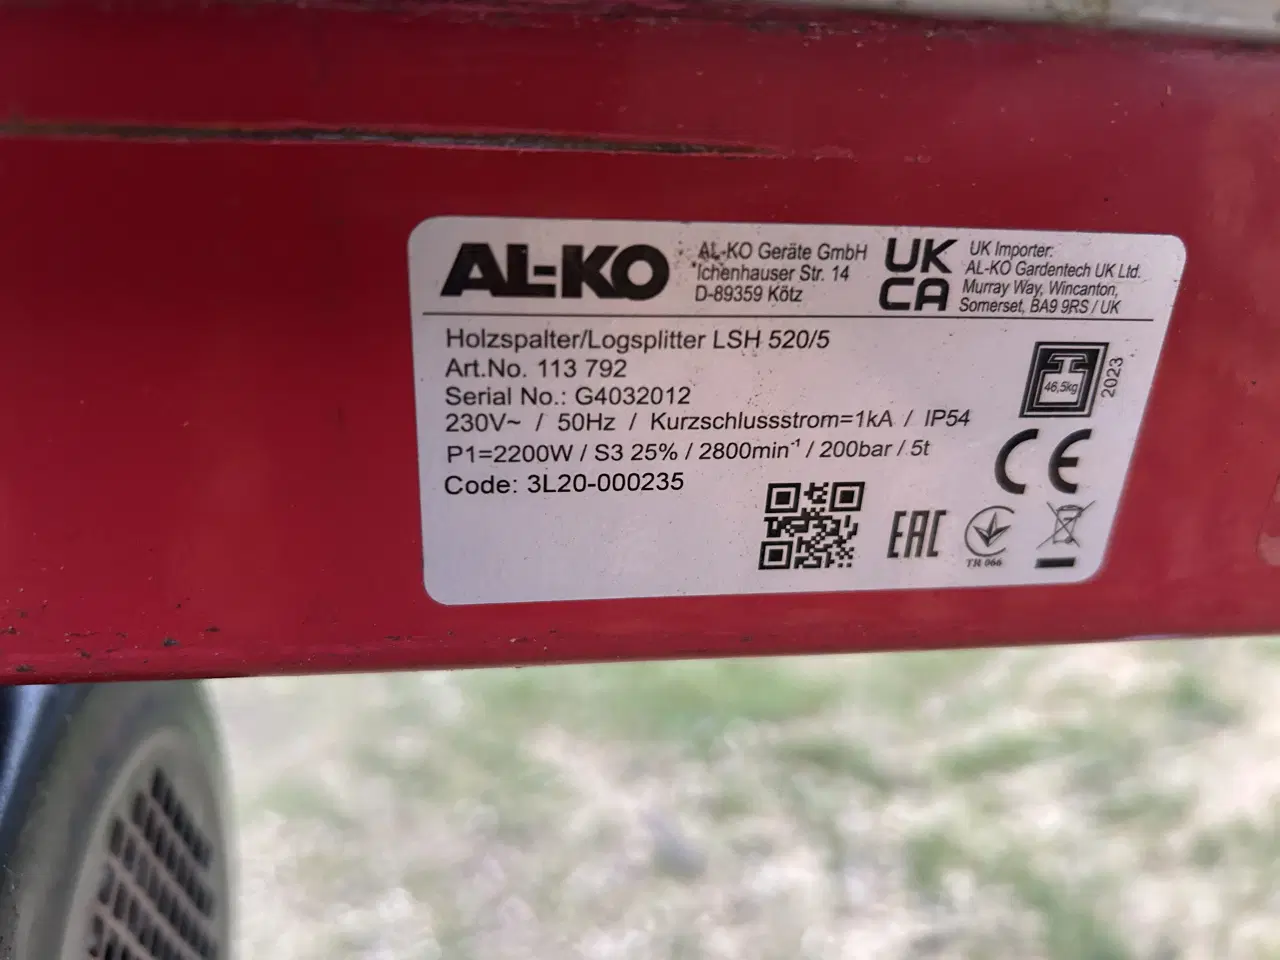 AL-KO
AL-KO Geräte GmbH
Ichenhauser Str. 14
D-89359 Kötz
UK
CA
UK Importer:
AL-KO Gardentech UK Ltd.
Murray Way, Wincanton,
Somerset, BA9 9RS / UK
Holzspalter/Logsplitter LSH 520/5
Art.No. 113 792
Serial No.: G4032012
230V~ / 50Hz / Kurzschlussstrom=1kA / IP54
P1=2200W / S3 25% / 2800min⁻¹ / 200bar / 5t
Code: 3L20-000235
46,5kg
2023
CE
EAC
TR 066